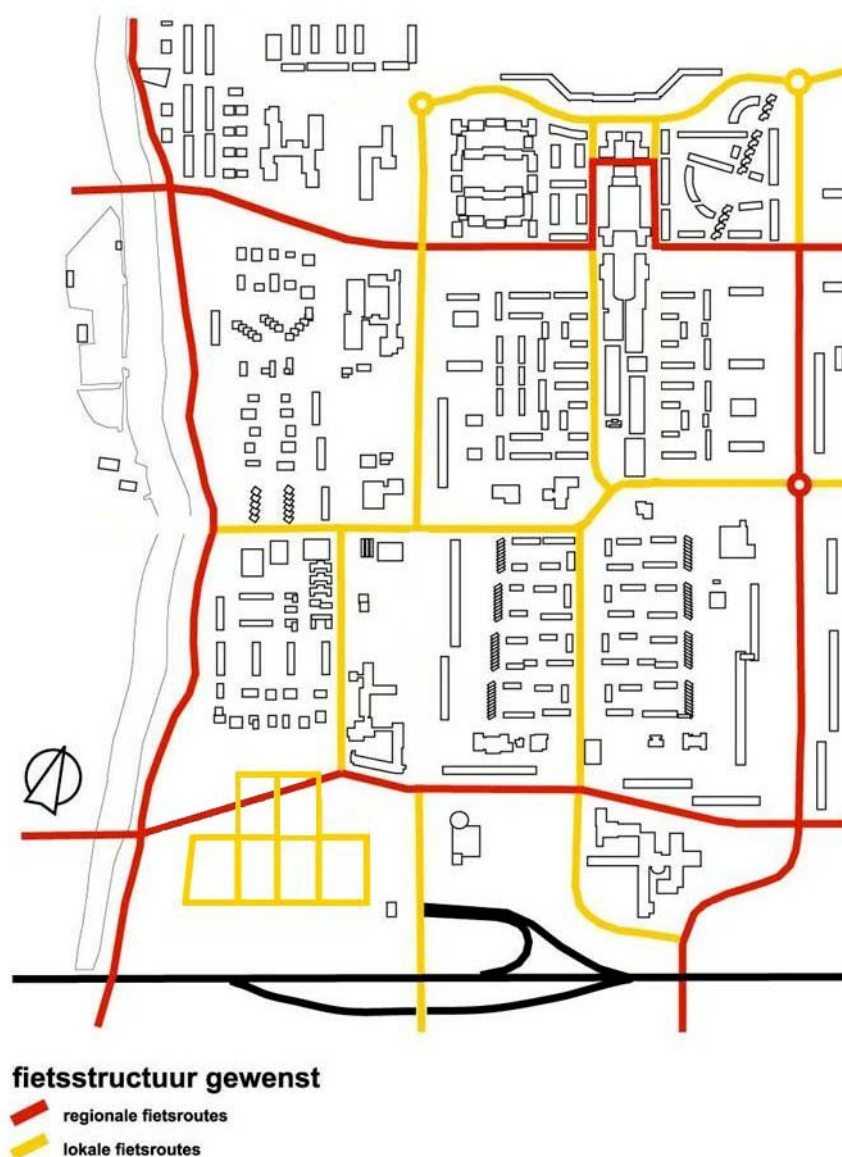 fietsstructuur gewenst
regionale fietsroutes
lokale fietsroutes